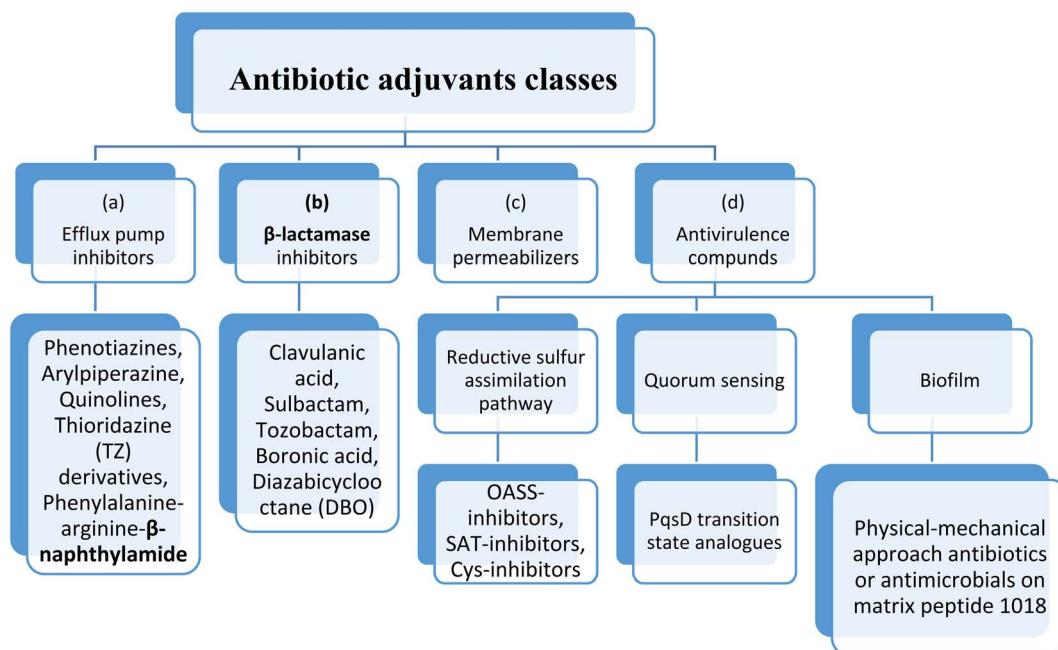 Antibiotic adjuvants classes
(a)
Efflux pump
inhibitors
(b)
β-lactamase
inhibitors
(c)
Membrane
permeabilizers
(d)
Antivirulence
compunds
Phenotiazines,
Arylpiperazine,
Quinolines,
Thioridazine
(TZ)
derivatives,
Phenylalanine-
arginine-β-
naphthylamide
Clavulanic
acid,
Sulbactam,
Tozobactam,
Boronic acid,
Diazabicycloo
ctane (DBO)
Reductive sulfur
assimilation
pathway
Quorum sensing
Biofilm
OASS-
inhibitors,
SAT-inhibitors,
Cys-inhibitors
PqsD transition
state analogues
Physical-mechanical
approach antibiotics
or antimicrobials on
matrix peptide 1018